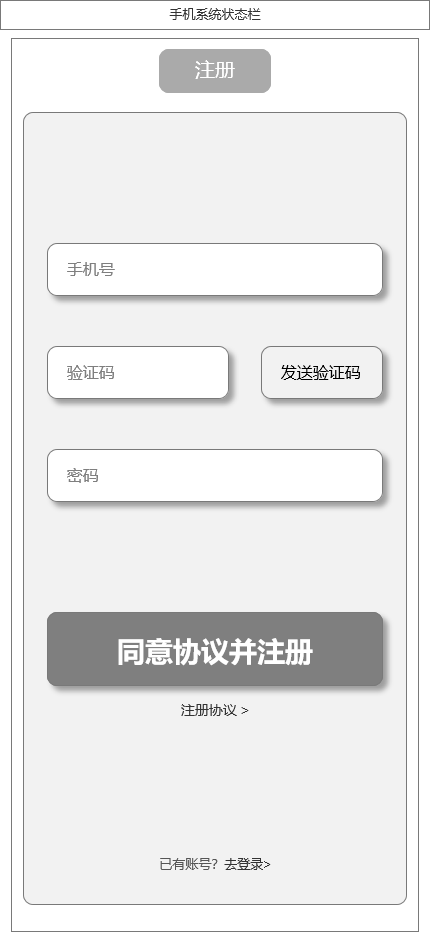 手机系统状态栏
注册
手机号
验证码 发送验证码
密码
同意协议并注册
注册协议 >
已有账号? 去登录>